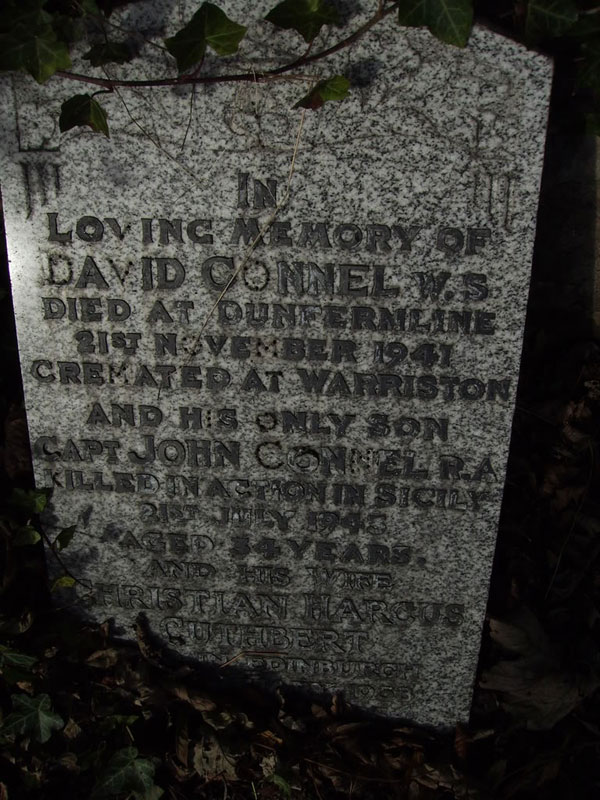 IN
LOVING MEMORY OF
DAVID CONNEL W.S
DIED AT DUNFERMLINE
21ST NOVEMBER 1941
CREMATED AT WARRISTON
AND HIS ONLY SON
CAPT JOHN CONNEL R.A
KILLED IN ACTION IN SICILY
21ST JULY 1943
AGED 34 YEARS.
AND HIS WIFE
CHRISTIAN HARCUS
CUTHBERT
EDINBURGH